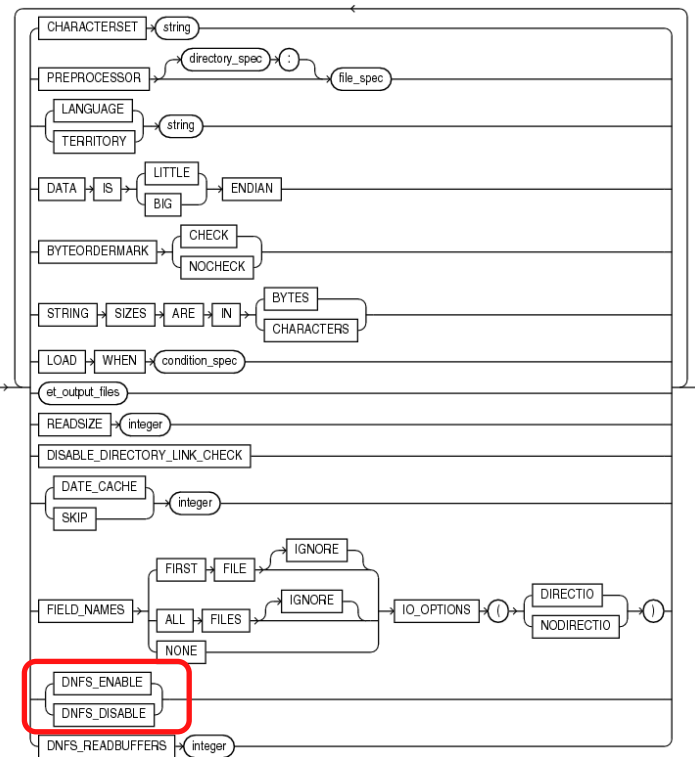 CHARACTERSET string
directory_spec :
PREPROCESSOR file_spec
LANGUAGE
string
TERRITORY
LITTLE
DATA IS ENDIAN
BIG
CHECK
BYTEORDERMARK
NOCHECK
BYTES
STRING SIZES ARE IN
CHARACTERS
LOAD WHEN condition_spec
et_output_files
READSIZE integer
DISABLE_DIRECTORY_LINK_CHECK
DATE_CACHE
integer
SKIP
IGNORE
FIRST FILE
IGNORE
DIRECTIO
FIELD_NAMES ALL FILES IO_OPTIONS ( )
NODIRECTIO
NONE
DNFS_ENABLE
DNFS_DISABLE
DNFS_READBUFFERS integer